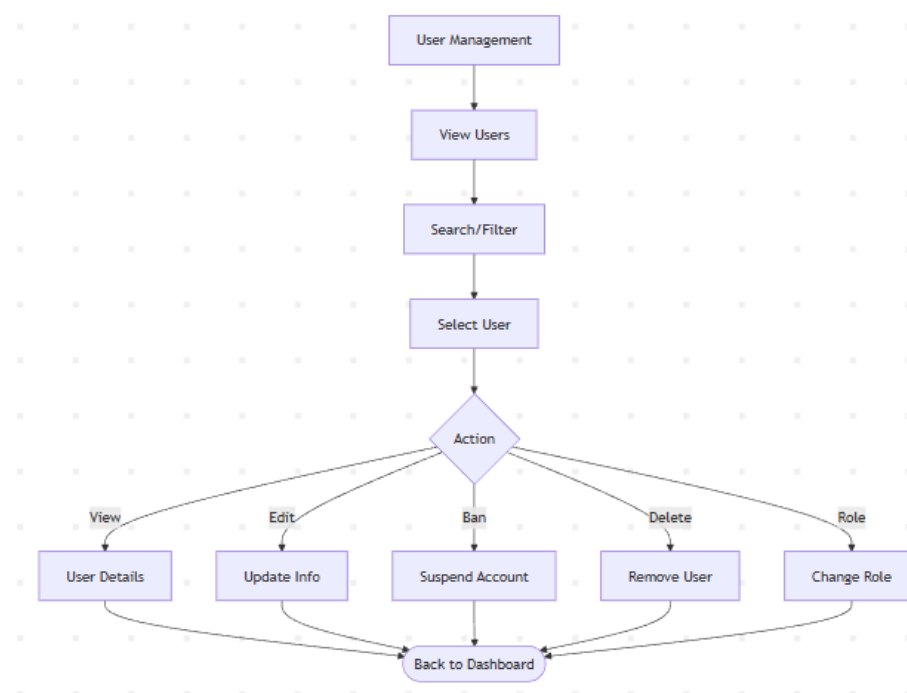 User Management
View Users
Search/Filter
Select User
Action
View
Edit
Ban
Delete
Role
User Details
Update Info
Suspend Account
Remove User
Change Role
Back to Dashboard